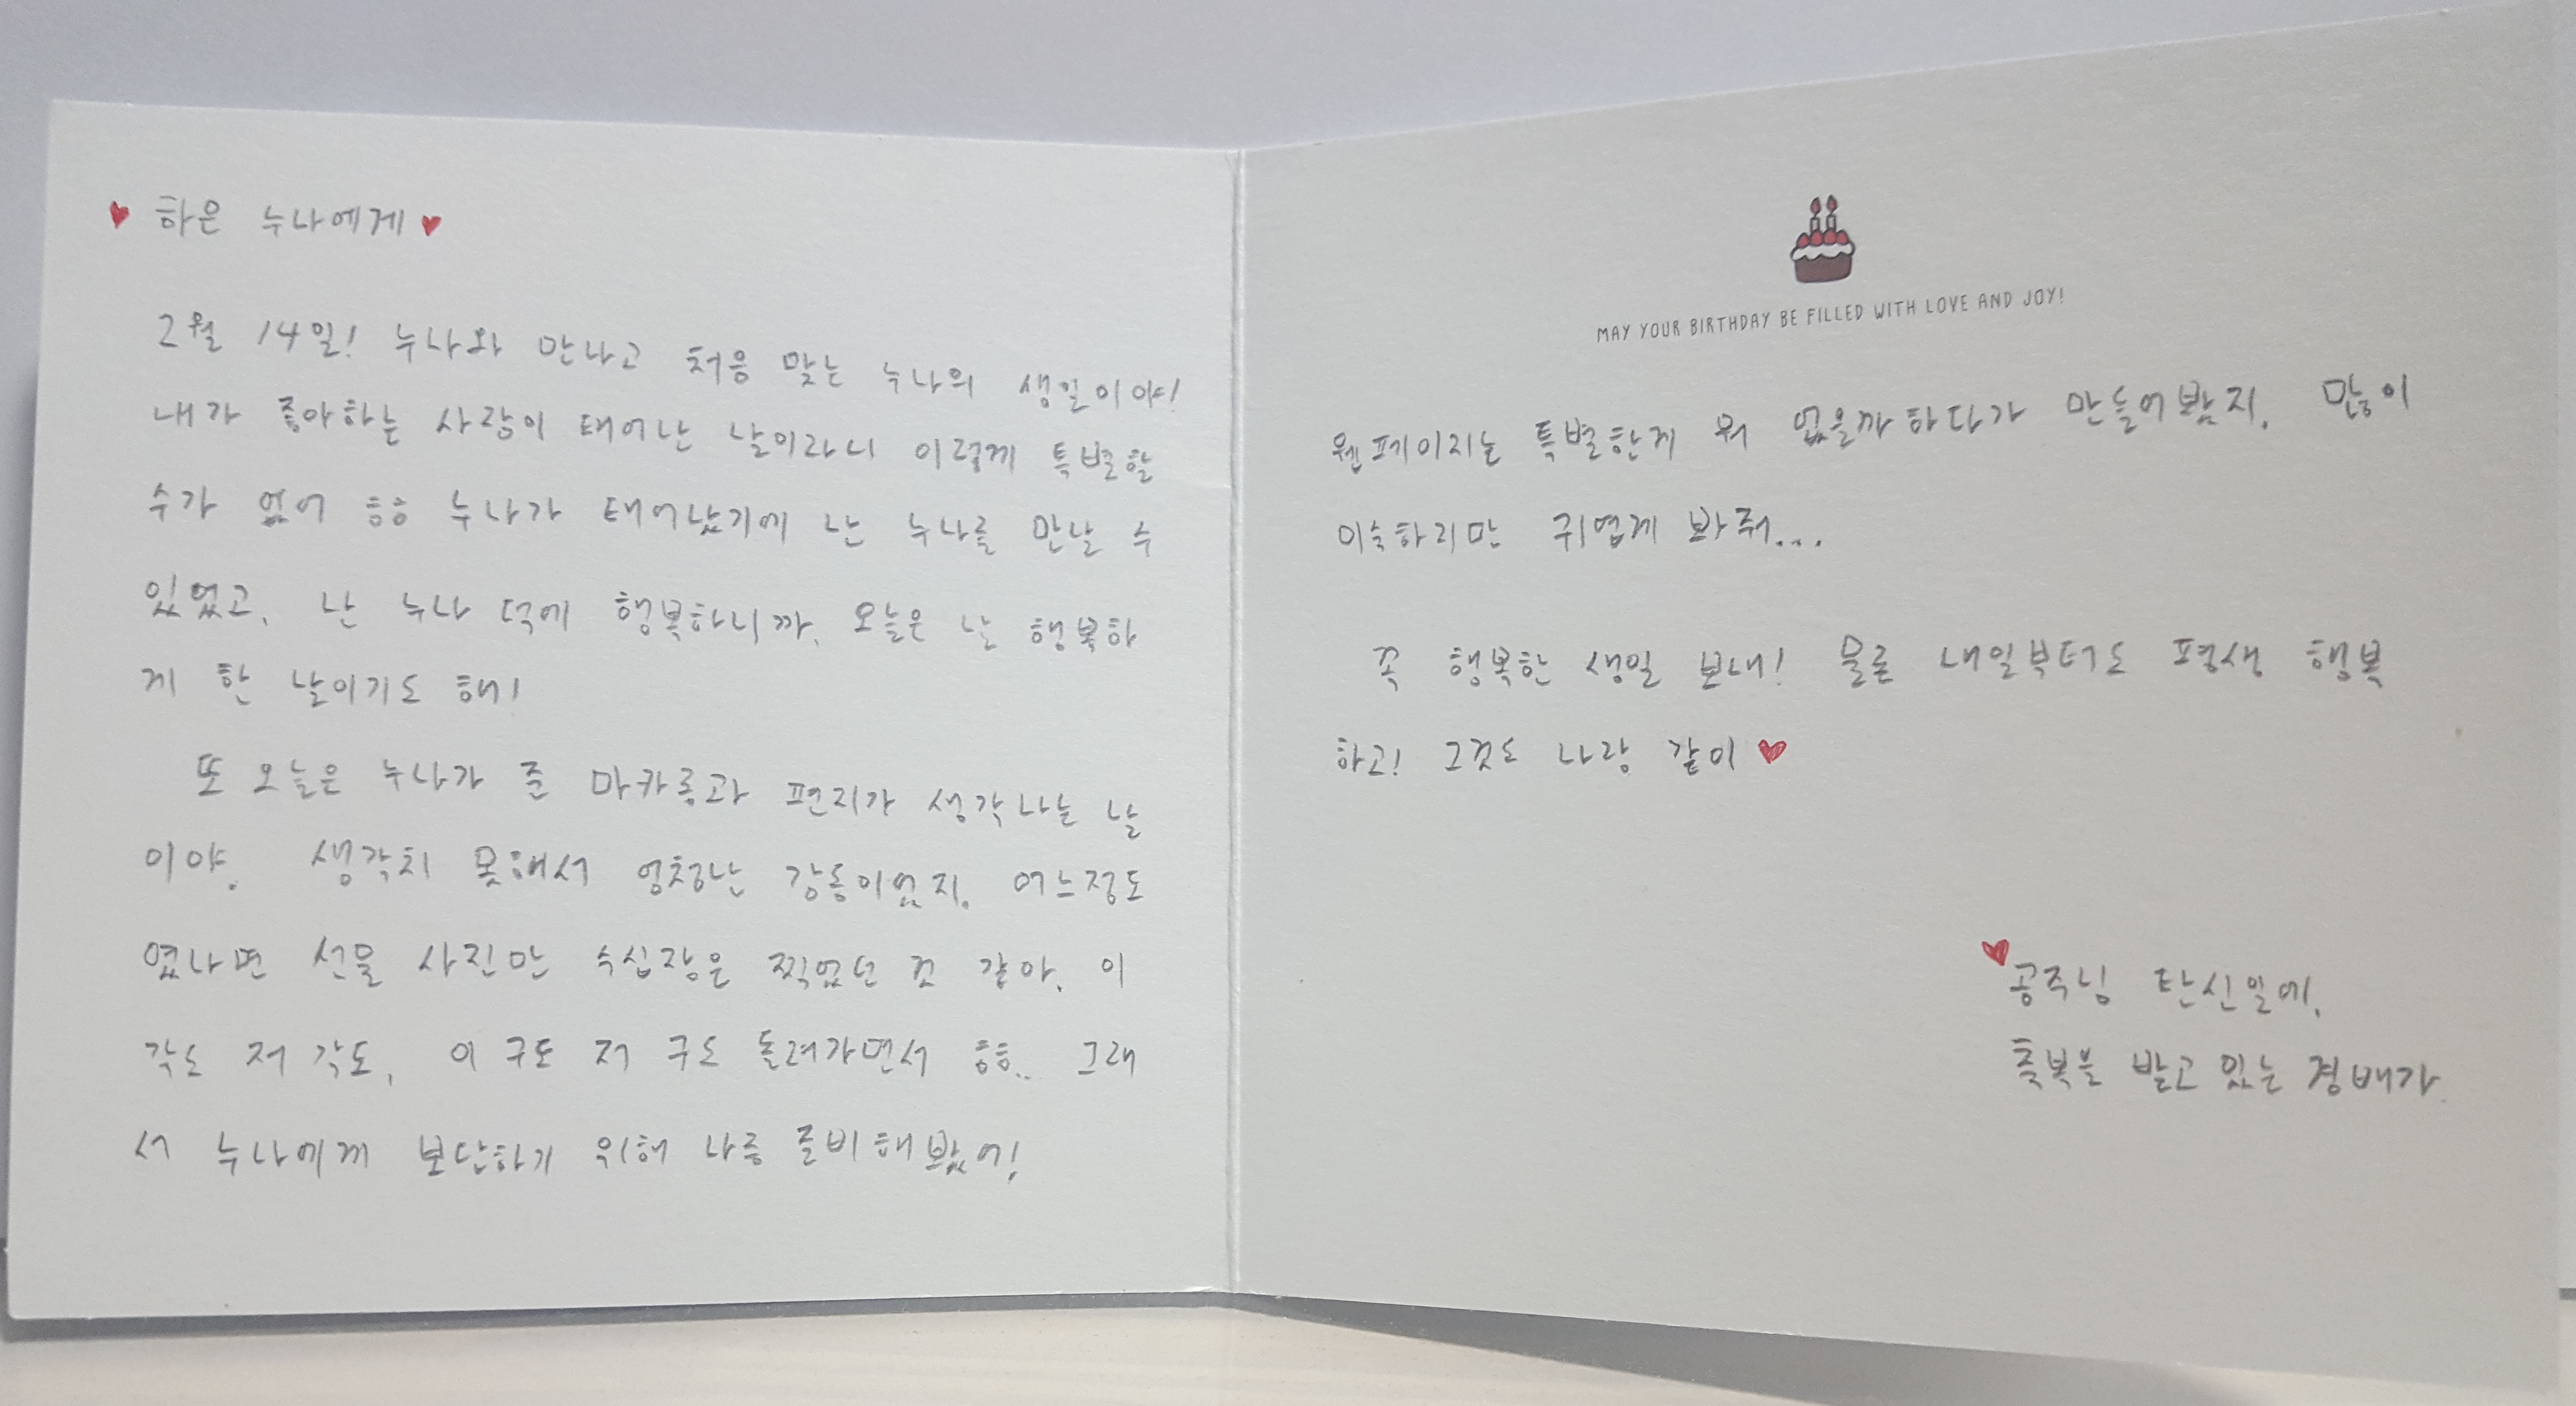 ♥ 하은 누나에게 ♥
2월 14일! 누나와 만나고 처음 맞는 누나의 생일이야!
내가 좋아하는 사람이 태어난 날이라니 이렇게 특별할
수가 없어 ㅎㅎ 누나가 태어났기에 난 누나를 만날 수
있었고, 난 누나 덕에 행복하니까. 오늘은 날 행복하
게 한 날이기도 해!
또 오늘은 누나가 준 마카롱과 편지가 생각나는 날
이야. 생각치 못해서 엄청난 감동이었지. 어느정도
였냐면 선물 사진만 수십장은 찍었던 것 같아. 이
각도 저 각도, 이 구도 저 구도 돌려가면서 ㅎㅎ.. 그래
서 누나에게 보답하기 위해 나름 준비해봤어!
MAY YOUR BIRTHDAY BE FILLED WITH LOVE AND JOY!
웹페이지는 특별한게 뭐 없을까하다가 만들어봤지. 많이
미숙하지만 귀엽게 봐줘...
꼭 행복한 생일 보내! 물론 내일부터도 평생 행복
하고! 그것도 나랑 같이 ♥
♥공주님 탄신일에,
축복을 받고 있는 경배가